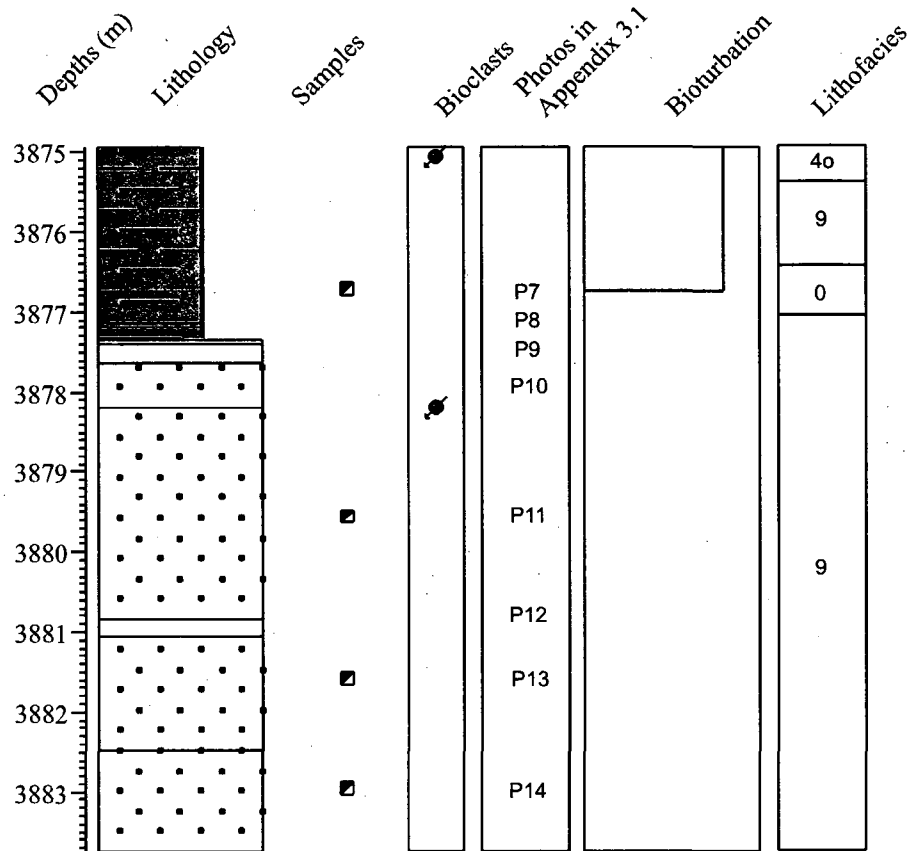 Depths (m)
Lithology
Samples
Bioclasts
Photos in
Appendix 3.1
Bioturbation
Lithofacies
3875
4o
3876
9
P7
0
3877
P8
P9
3878
P10
3879
P11
3880
9
P12
3881
P13
3882
P14
3883